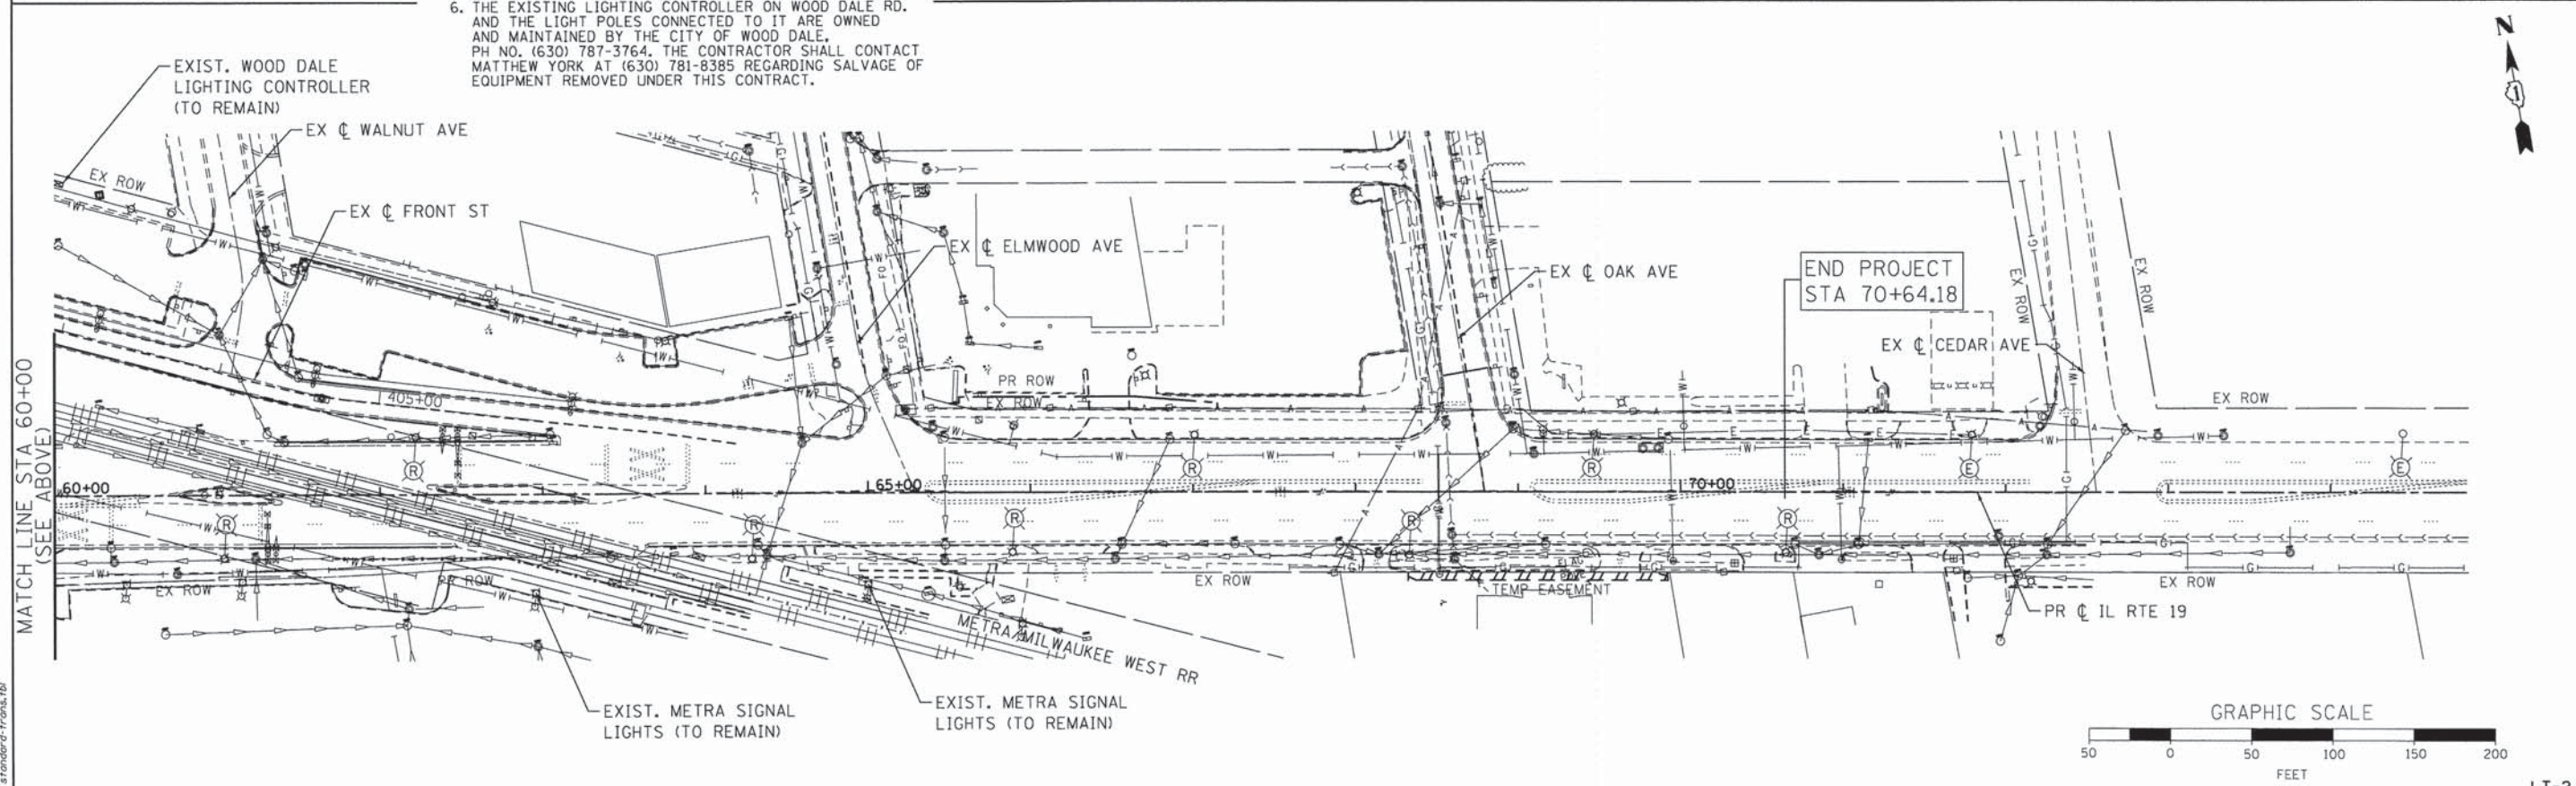 6. THE EXISTING LIGHTING CONTROLLER ON WOOD DALE RD.
AND THE LIGHT POLES CONNECTED TO IT ARE OWNED
AND MAINTAINED BY THE CITY OF WOOD DALE.
PH NO. (630) 787-3764. THE CONTRACTOR SHALL CONTACT
MATTHEW YORK AT (630) 781-8385 REGARDING SALVAGE OF
EQUIPMENT REMOVED UNDER THIS CONTRACT.
N
1
EXIST. WOOD DALE
LIGHTING CONTROLLER
(TO REMAIN)
EX ℄ WALNUT AVE
EX ROW
EX ℄ FRONT ST
EX ℄ ELMWOOD AVE
EX ℄ OAK AVE
END PROJECT
STA 70+64.18
EX ROW
EX ROW
EX ℄ CEDAR AVE
MATCH LINE STA 60+00
(SEE ABOVE)
405+00
PR ROW
EX ROW
EX ROW
60+00
65+00
70+00
R
R
E
E
R
R
R
R
R
R
EX ROW
PR ROW
EX ROW
EX ROW
TEMP EASEMENT
PR ℄ IL RTE 19
METRA/MILWAUKEE WEST RR
EXIST. METRA SIGNAL
LIGHTS (TO REMAIN)
EXIST. METRA SIGNAL
LIGHTS (TO REMAIN)
GRAPHIC SCALE
50 0 50 100 150 200
FEET
standard-trans.tbl